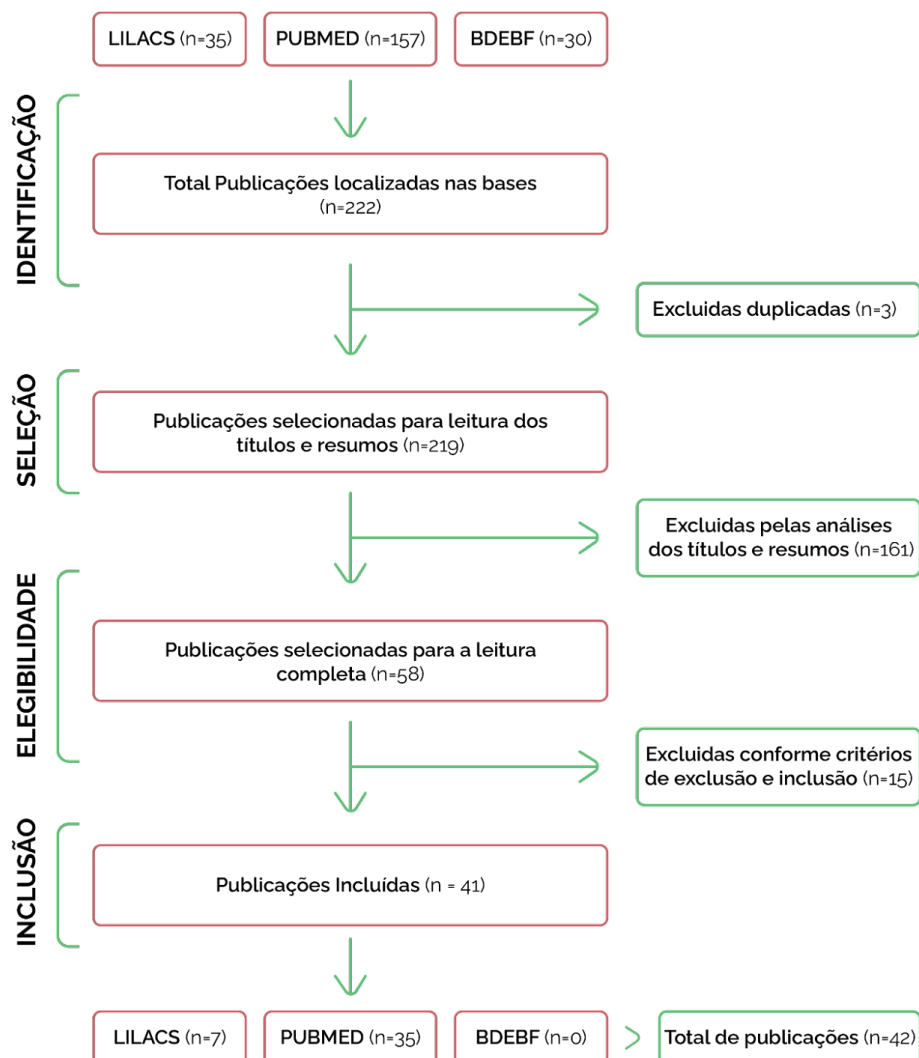 LILACS (n=35)
PUBMED (n=157)
BDEBF (n=30)
IDENTIFICAÇÃO
Total Publicações localizadas nas bases
(n=222)
Excluidas duplicadas (n=3)
SELEÇÃO
Publicações selecionadas para leitura dos
títulos e resumos (n=219)
Excluidas pelas análises
dos títulos e resumos (n=161)
ELEGIBILIDADE
Publicações selecionadas para a leitura
completa (n=58)
Excluidas conforme critérios
de exclusão e inclusão (n=15)
INCLUSÃO
Publicações Incluídas (n = 41)
LILACS (n=7)
PUBMED (n=35)
BDEBF (n=0)
Total de publicações (n=42)